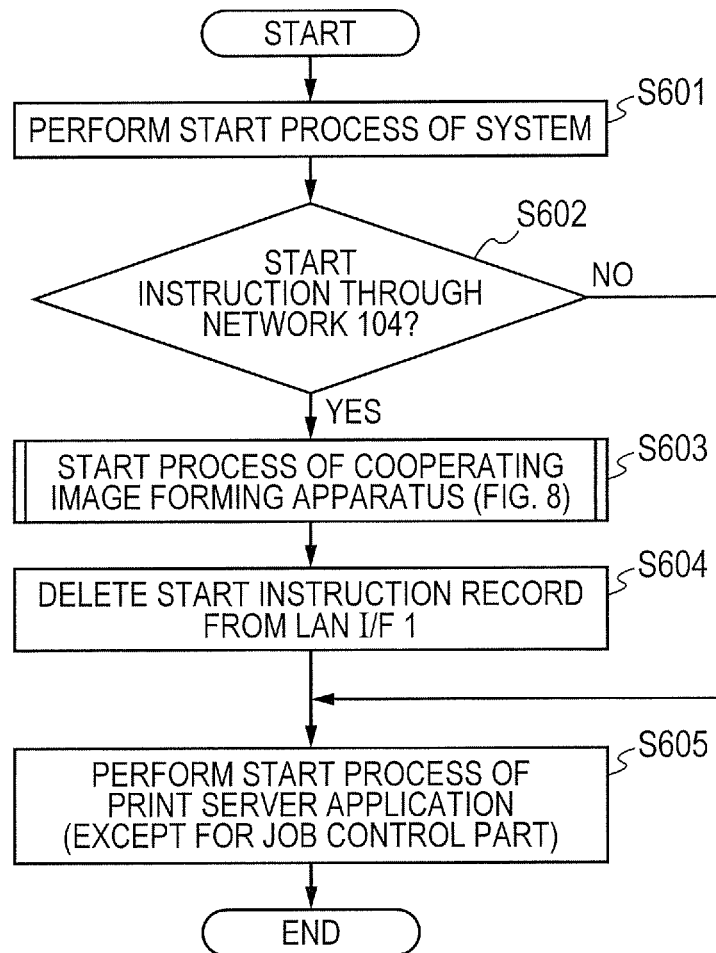 START
S601
PERFORM START PROCESS OF SYSTEM
S602
START
INSTRUCTION THROUGH
NETWORK 104?
NO
YES
S603
START PROCESS OF COOPERATING
IMAGE FORMING APPARATUS (FIG. 8)
S604
DELETE START INSTRUCTION RECORD
FROM LAN I/F 1
S605
PERFORM START PROCESS OF
PRINT SERVER APPLICATION
(EXCEPT FOR JOB CONTROL PART)
END